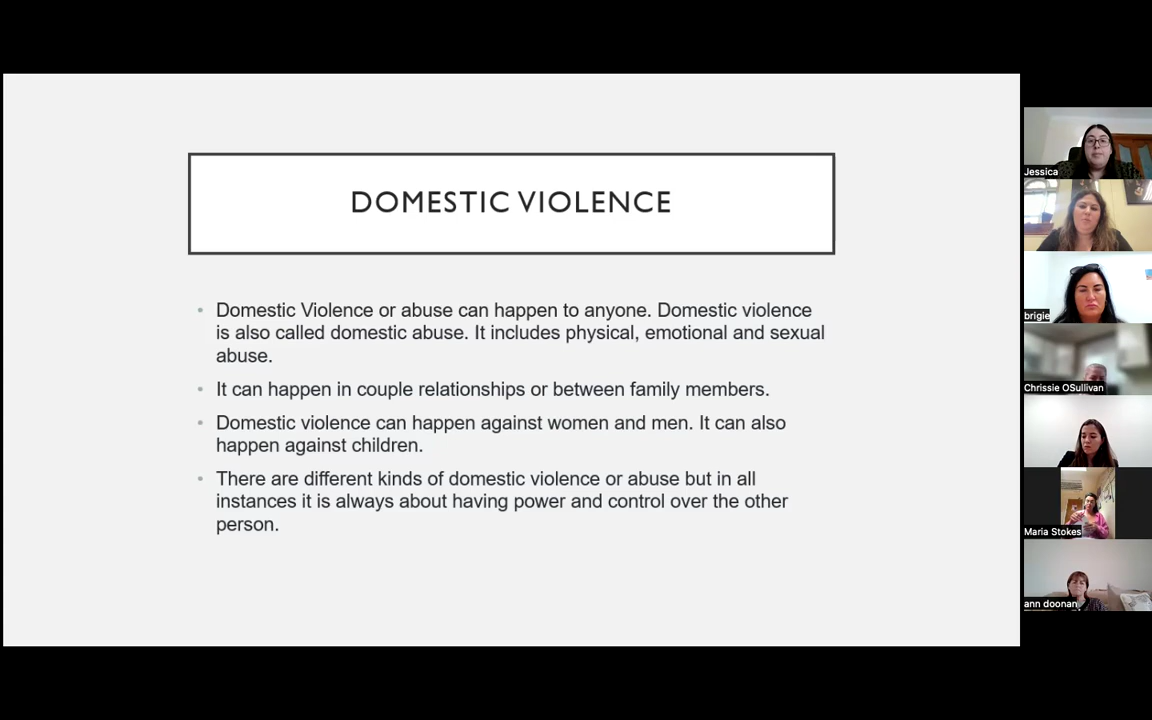 DOMESTIC VIOLENCE
• Domestic Violence or abuse can happen to anyone. Domestic violence
is also called domestic abuse. It includes physical, emotional and sexual
abuse.
• It can happen in couple relationships or between family members.
• Domestic violence can happen against women and men. It can also
happen against children.
• There are different kinds of domestic violence or abuse but in all
instances it is always about having power and control over the other
person.
Jessica
brigie
Chrissie OSullivan
Maria Stokes
ann doonan